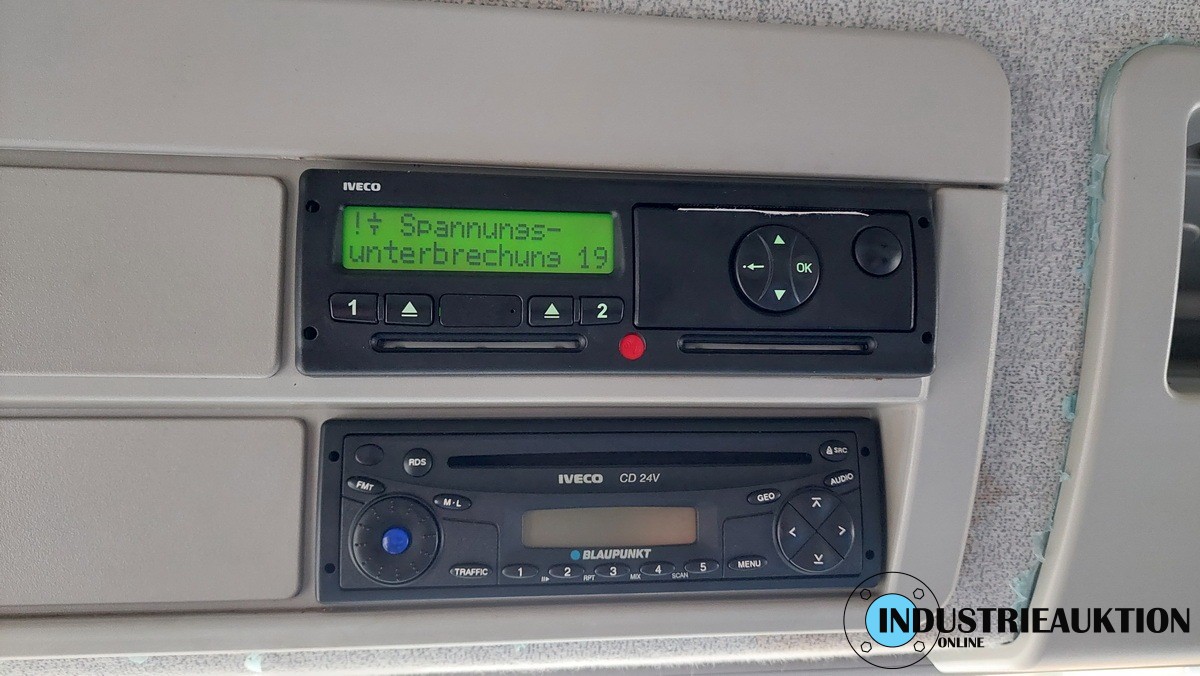 IVECO
! Spannungs-
unterbrechung 19
1
2
OK
RDS
SRC
IVECO CD 24V
FMT
M·L
GEO
AUDIO
BLAUPUNKT
TRAFFIC
1 2 3 4 5
MENU
RPT MIX SCAN
INDUSTRIEAUKTION
ONLINE